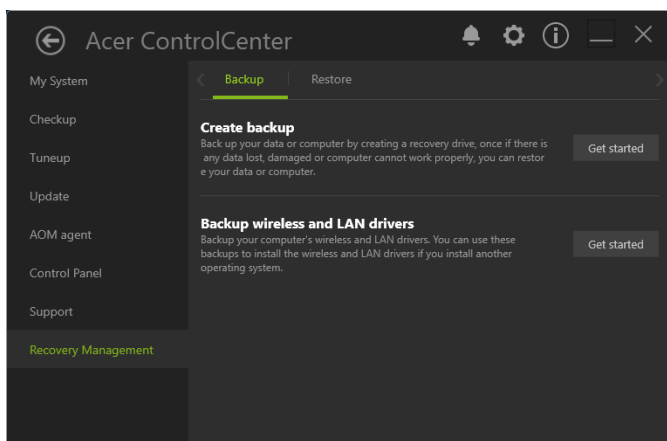 Acer ControlCenter
My System
Checkup
Tuneup
Update
AOM agent
Control Panel
Support
Recovery Management
Backup
Restore
Create backup
Back up your data or computer by creating a recovery drive, once if there is
any data lost, damaged or computer cannot work properly, you can restor
e your data or computer.
Get started
Backup wireless and LAN drivers
Backup your computer's wireless and LAN drivers. You can use these
backups to install the wireless and LAN drivers if you install another
operating system.
Get started